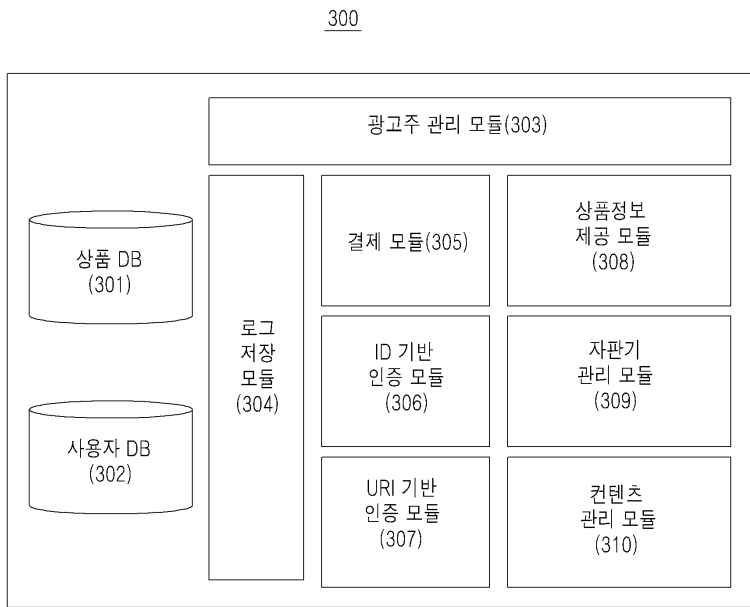 300
광고주 관리 모듈(303)
상품 DB
(301)
사용자 DB
(302)
로그
저장
모듈
(304)
결제 모듈(305)
상품정보
제공 모듈
(308)
ID 기반
인증 모듈
(306)
자판기
관리 모듈
(309)
URI 기반
인증 모듈
(307)
컨텐츠
관리 모듈
(310)